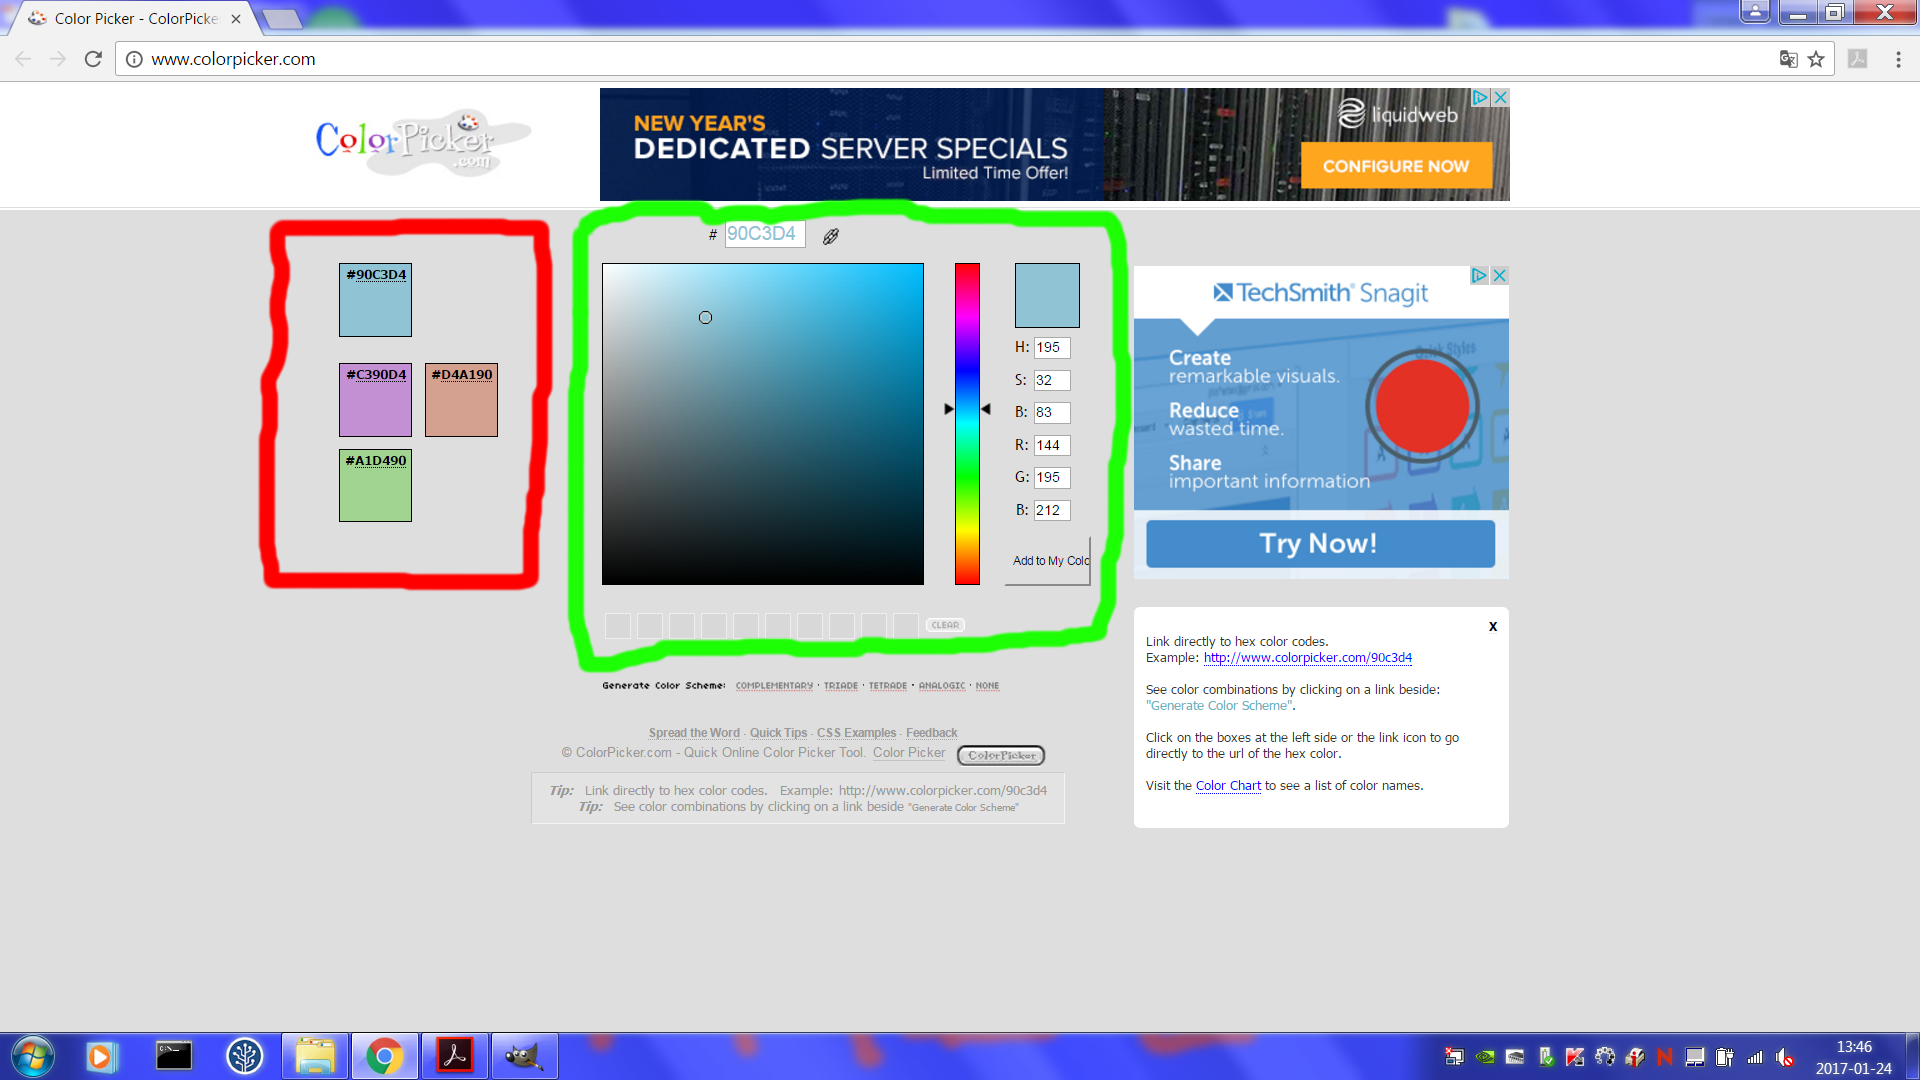 Color Picker - ColorPicke
www.colorpicker.com
ColorPicker
.com
NEW YEAR'S
DEDICATED SERVER SPECIALS
Limited Time Offer!
liquidweb
CONFIGURE NOW
# 90C3D4
#90C3D4
#C390D4
#D4A190
#A1D490
H: 195
S: 32
B: 83
R: 144
G: 195
B: 212
Add to My Colo
CLEAR
Generate Color Scheme: COMPLEMENTARY · TRIADE · TETRADE · ANALOGIC · NONE
Spread the Word - Quick Tips - CSS Examples - Feedback
© ColorPicker.com - Quick Online Color Picker Tool. Color Picker ColorPicker
Tip: Link directly to hex color codes. Example: http://www.colorpicker.com/90c3d4
Tip: See color combinations by clicking on a link beside "Generate Color Scheme"
TechSmith® Snagit
Quick Styles
Create
remarkable visuals.
Reduce
wasted time.
Share
important information
Try Now!
X
Link directly to hex color codes.
Example: http://www.colorpicker.com/90c3d4
See color combinations by clicking on a link beside:
"Generate Color Scheme".
Click on the boxes at the left side or the link icon to go
directly to the url of the hex color.
Visit the Color Chart to see a list of color names.
13:46
2017-01-24